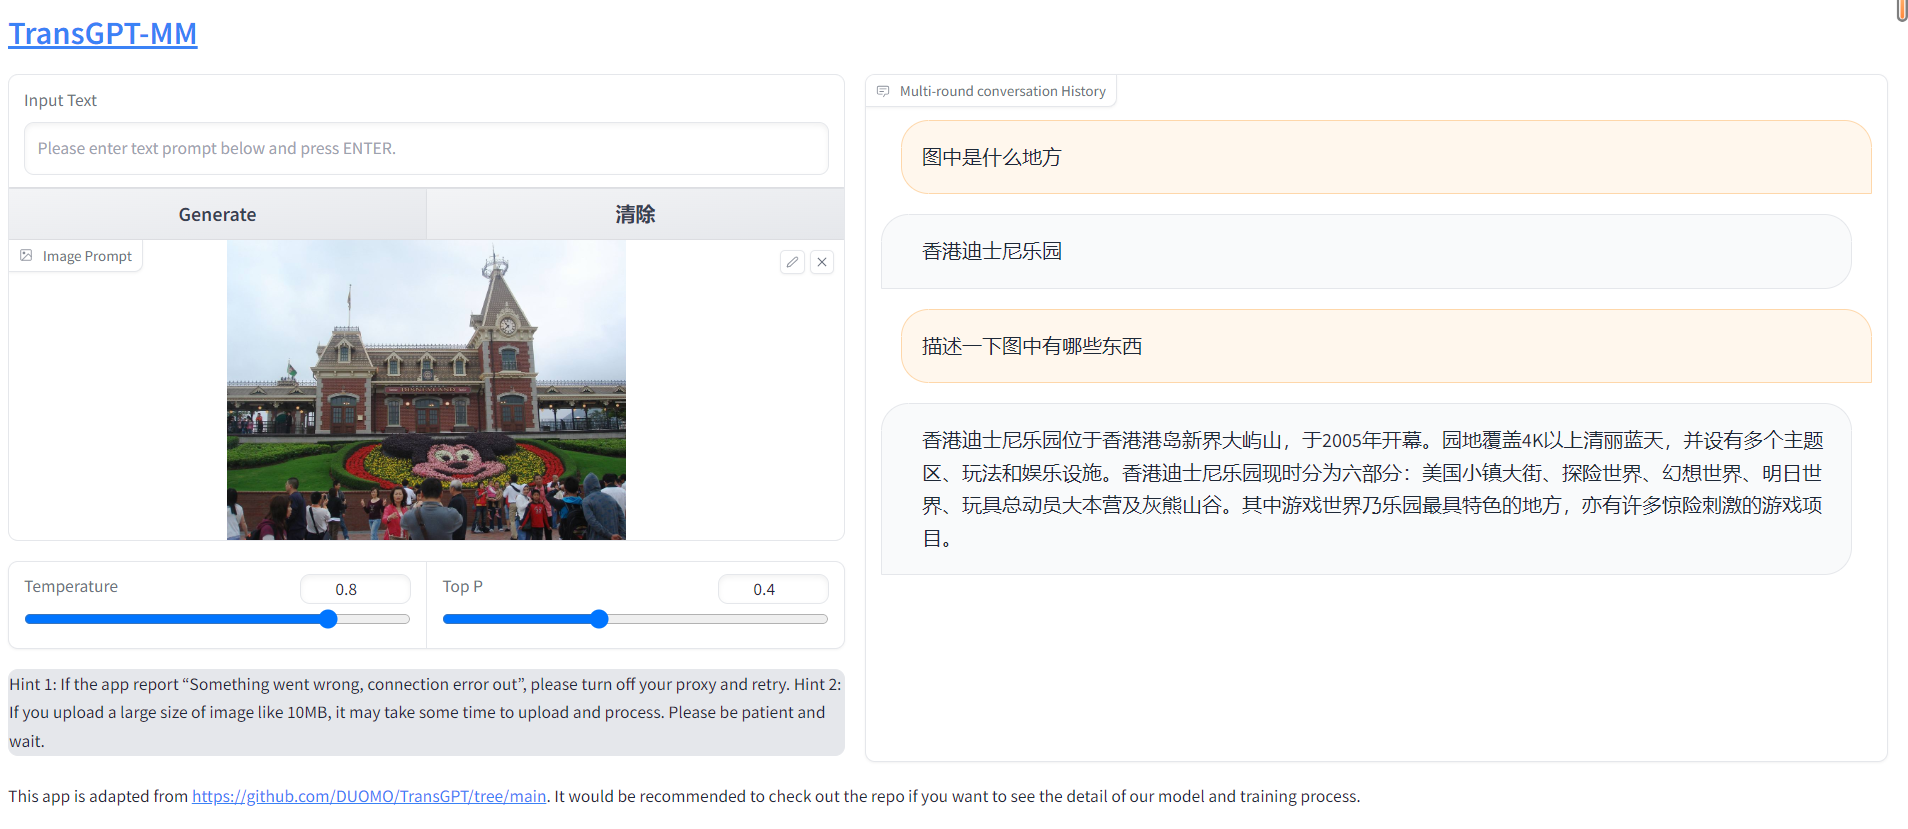 TransGPT-MM
Input Text
Please enter text prompt below and press ENTER.
Generate
清除
Image Prompt
DISNEYLAND
Temperature
0.8
Top P
0.4
Hint 1: If the app report “Something went wrong, connection error out”, please turn off your proxy and retry. Hint 2:
If you upload a large size of image like 10MB, it may take some time to upload and process. Please be patient and
wait.
Multi-round conversation History
图中是什么地方
香港迪士尼乐园
描述一下图中有哪些东西
香港迪士尼乐园位于香港港岛新界大屿山，于2005年开幕。园地覆盖4K以上清丽蓝天，并设有多个主题
区、玩法和娱乐设施。香港迪士尼乐园现时分为六部分：美国小镇大街、探险世界、幻想世界、明日世
界、玩具总动员大本营及灰熊山谷。其中游戏世界乃乐园最具特色的地方，亦有许多惊险刺激的游戏项
目。
This app is adapted from https://github.com/DUOMO/TransGPT/tree/main. It would be recommended to check out the repo if you want to see the detail of our model and training process.